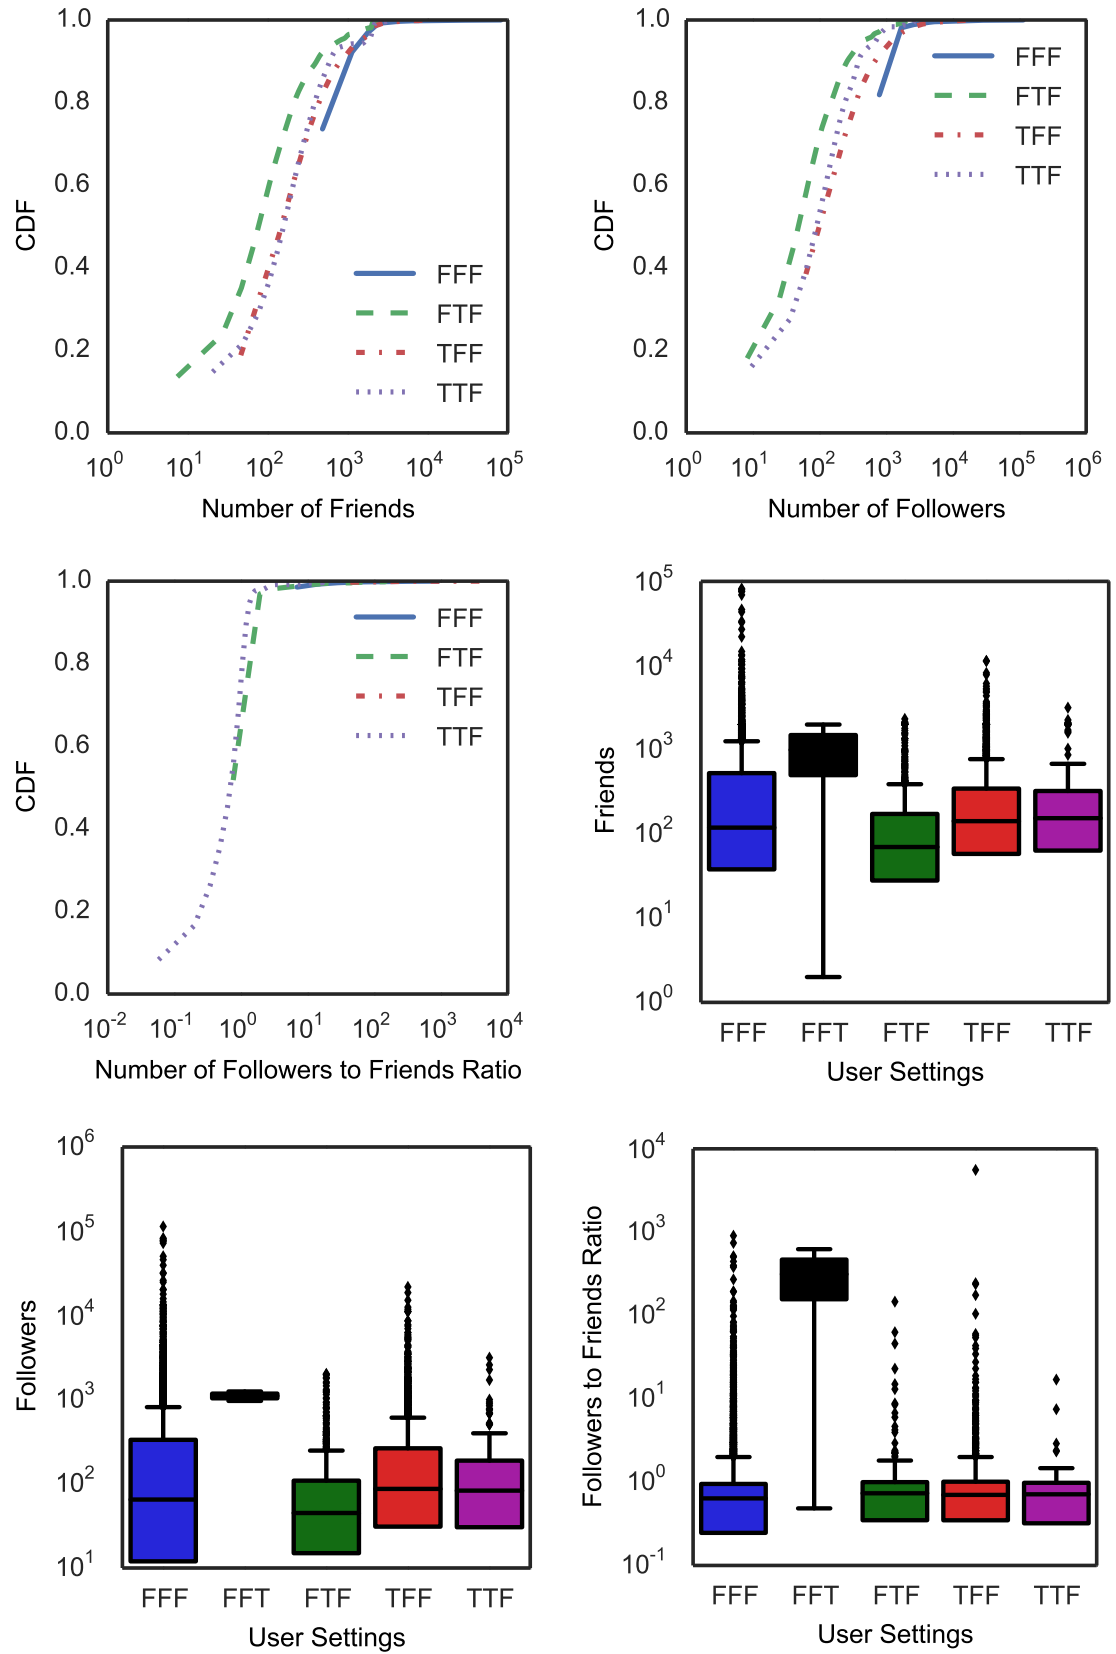 1.0
0.8
0.6
0.4
0.2
0.0
CDF
FFF
FTF
TFF
TTF
10^0 10^1 10^2 10^3 10^4 10^5
Number of Friends
1.0
0.8
0.6
0.4
0.2
0.0
CDF
FFF
FTF
TFF
TTF
10^0 10^1 10^2 10^3 10^4 10^5 10^6
Number of Followers
1.0
0.8
0.6
0.4
0.2
0.0
CDF
FFF
FTF
TFF
TTF
10^-2 10^-1 10^0 10^1 10^2 10^3 10^4
Number of Followers to Friends Ratio
10^5
10^4
10^3
10^2
10^1
10^0
Friends
FFF FFT FTF TFF TTF
User Settings
10^6
10^5
10^4
10^3
10^2
10^1
Followers
FFF FFT FTF TFF TTF
User Settings
10^4
10^3
10^2
10^1
10^0
10^-1
Followers to Friends Ratio
FFF FFT FTF TFF TTF
User Settings